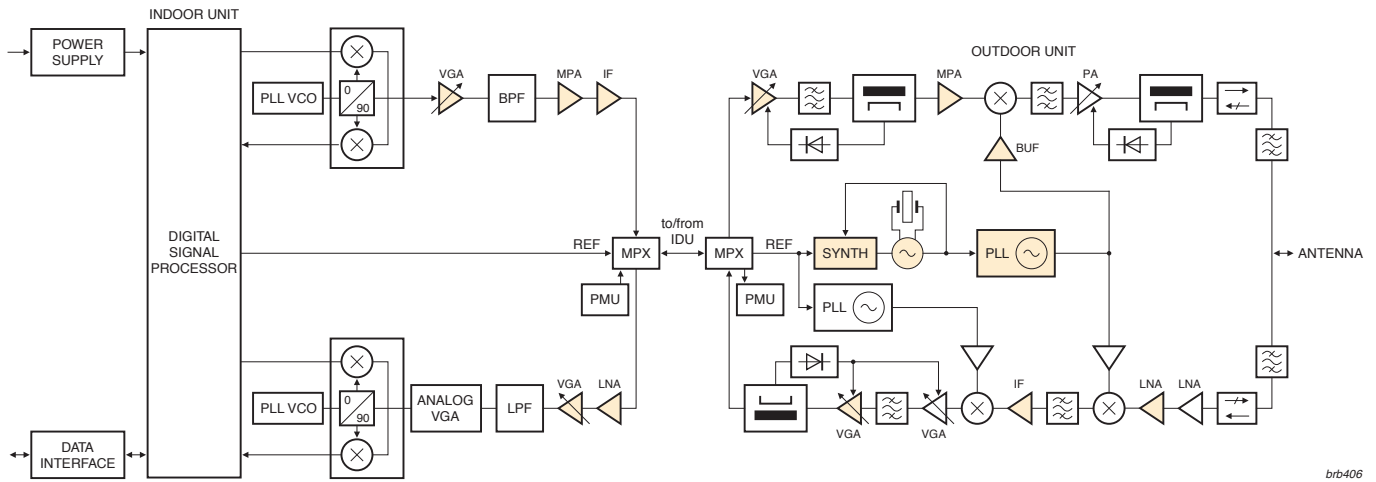 INDOOR UNIT
POWER
SUPPLY
DIGITAL
SIGNAL
PROCESSOR
DATA
INTERFACE
PLL VCO
0
90
VGA
BPF
MPA
IF
REF
MPX
PMU
to/from
IDU
PLL VCO
0
90
ANALOG
VGA
LPF
VGA
LNA
OUTDOOR UNIT
VGA
MPA
PA
BUF
MPX
REF
SYNTH
PLL
ANTENNA
PMU
PLL
VGA
VGA
IF
LNA
LNA
brb406